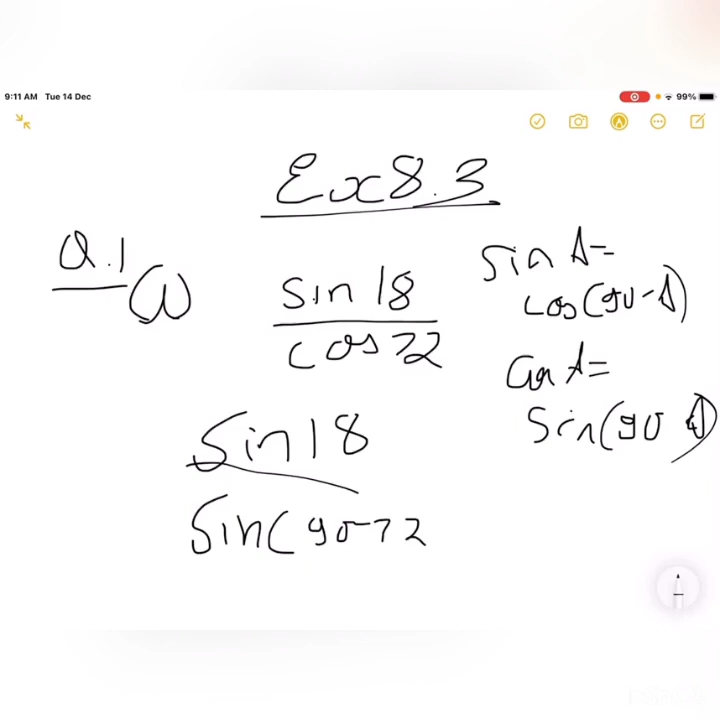 9:11 AM Tue 14 Dec
99%
Ex 8.3
Q.1 (i)
sin 18
cos 72
sin A =
cos (90 - A)
cos A =
sin (90 A)
sin 18
sin ( 90-72